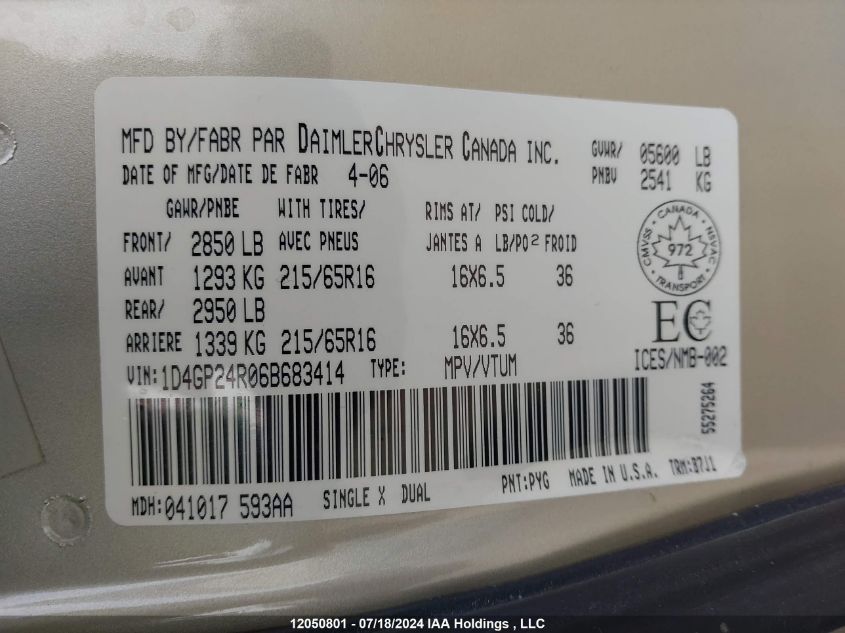 MFD BY/FABR PAR DAIMLERCHRYSLER CANADA INC. GVWR/ 05600 LB
DATE OF MFG/DATE DE FABR 4-06 PNBV 2541 KG
GAWR/PNBE WITH TIRES/ RIMS AT/ PSI COLD/
FRONT/ 2850 LB AVEC PNEUS JANTES A LB/PO2 FROID
AVANT 1293 KG 215/65R16 16X6.5 36
REAR/ 2950 LB
ARRIERE 1339 KG 215/65R16 16X6.5 36
CANADA
CMVSS 972 NSVAC
TRANSPORT
EC
ICES/NMB-002
VIN:1D4GP24R06B683414 TYPE: MPV/VTUM
55275264
MDH:041017 593AA SINGLE X DUAL PNT:PYG MADE IN U.S.A. TRM:B7J1
12050801 - 07/18/2024 IAA Holdings , LLC